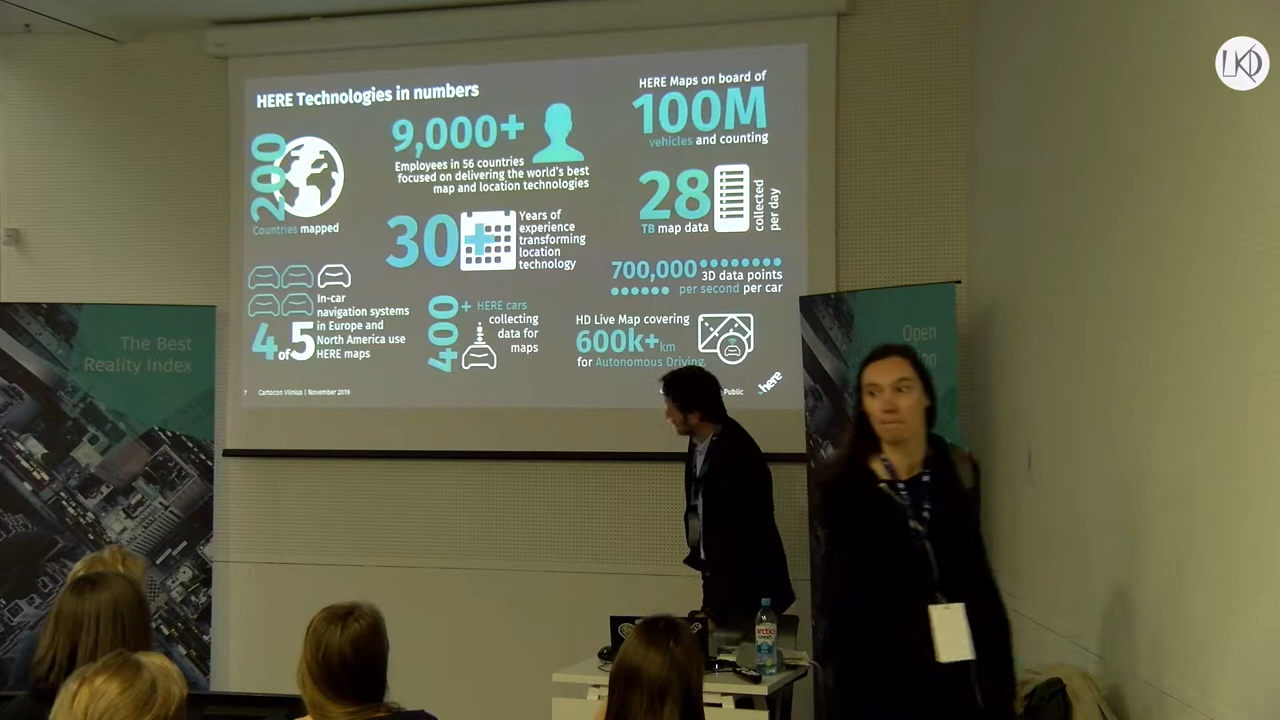 LKD
HERE Technologies in numbers
200
Countries mapped
9,000+
Employees in 56 countries
focused on delivering the world's best
map and location technologies
HERE Maps on board of
100M
vehicles and counting
30
Years of
experience
transforming
location
technology
28
TB map data
collected
per day
In-car
navigation systems
in Europe and
North America use
HERE maps
4 of 5
400+
HERE cars
collecting
data for
maps
700,000
3D data points
per second per car
HD Live Map covering
600k+ km
for Autonomous Driving
7 Cartocon Vilnius | November 2019
Public
here
The Best
Reality Index
Open
arctic